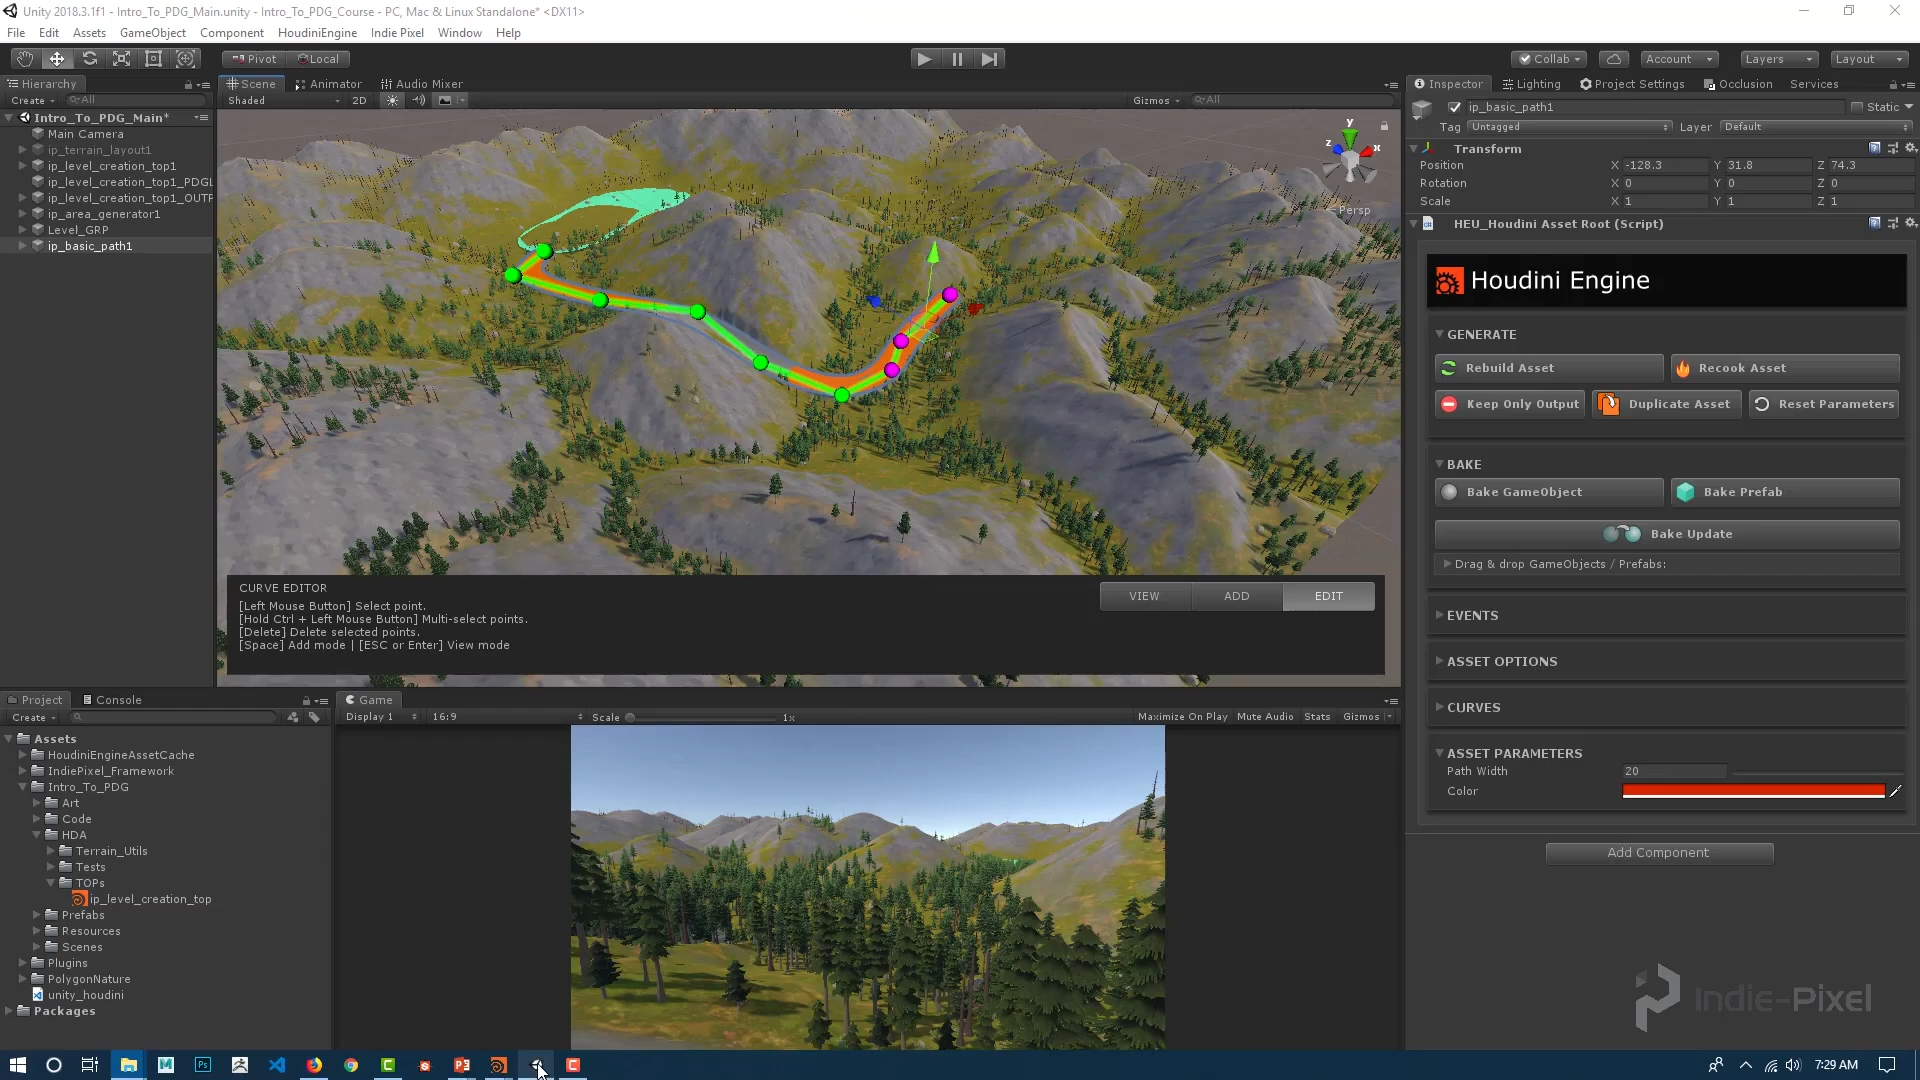 Unity 2018.3.1f1 - Intro_To_PDG_Main.unity - Intro_To_PDG_Course - PC, Mac & Linux Standalone* <DX11>
File Edit Assets GameObject Component HoudiniEngine Indie Pixel Window Help
Pivot Local Collab Account Layers Layout
Hierarchy Scene Animator Audio Mixer Inspector Lighting Project Settings Occlusion Services
Create All Shaded 2D Gizmos All
ip_basic_path1 Static
Tag Untagged Layer Default
Intro_To_PDG_Main*
Main Camera
ip_terrain_layout1
ip_level_creation_top1
ip_level_creation_top1_PDGL
ip_level_creation_top1_OUTP
ip_area_generator1
Level_GRP
ip_basic_path1
y
z x
Persp
Transform
Position X -128.3 Y 31.8 Z 74.3
Rotation X 0 Y 0 Z 0
Scale X 1 Y 1 Z 1
HEU_Houdini Asset Root (Script)
Houdini Engine
GENERATE
Rebuild Asset Recook Asset
Keep Only Output Duplicate Asset Reset Parameters
BAKE
Bake GameObject Bake Prefab
Bake Update
Drag & drop GameObjects / Prefabs:
EVENTS
ASSET OPTIONS
CURVES
ASSET PARAMETERS
Path Width 20
Color
Add Component
CURVE EDITOR
[Left Mouse Button] Select point.
[Hold Ctrl + Left Mouse Button] Multi-select points.
[Delete] Delete selected points.
[Space] Add mode | [ESC or Enter] View mode
VIEW ADD EDIT
Project Console Game
Create Display 1 16:9 Scale 1x Maximize On Play Mute Audio Stats Gizmos
Assets
HoudiniEngineAssetCache
IndiePixel_Framework
Intro_To_PDG
Art
Code
HDA
Terrain_Utils
Tests
TOPs
ip_level_creation_top
Prefabs
Resources
Scenes
Plugins
PolygonNature
unity_houdini
Packages
Indie-Pixel
7:29 AM